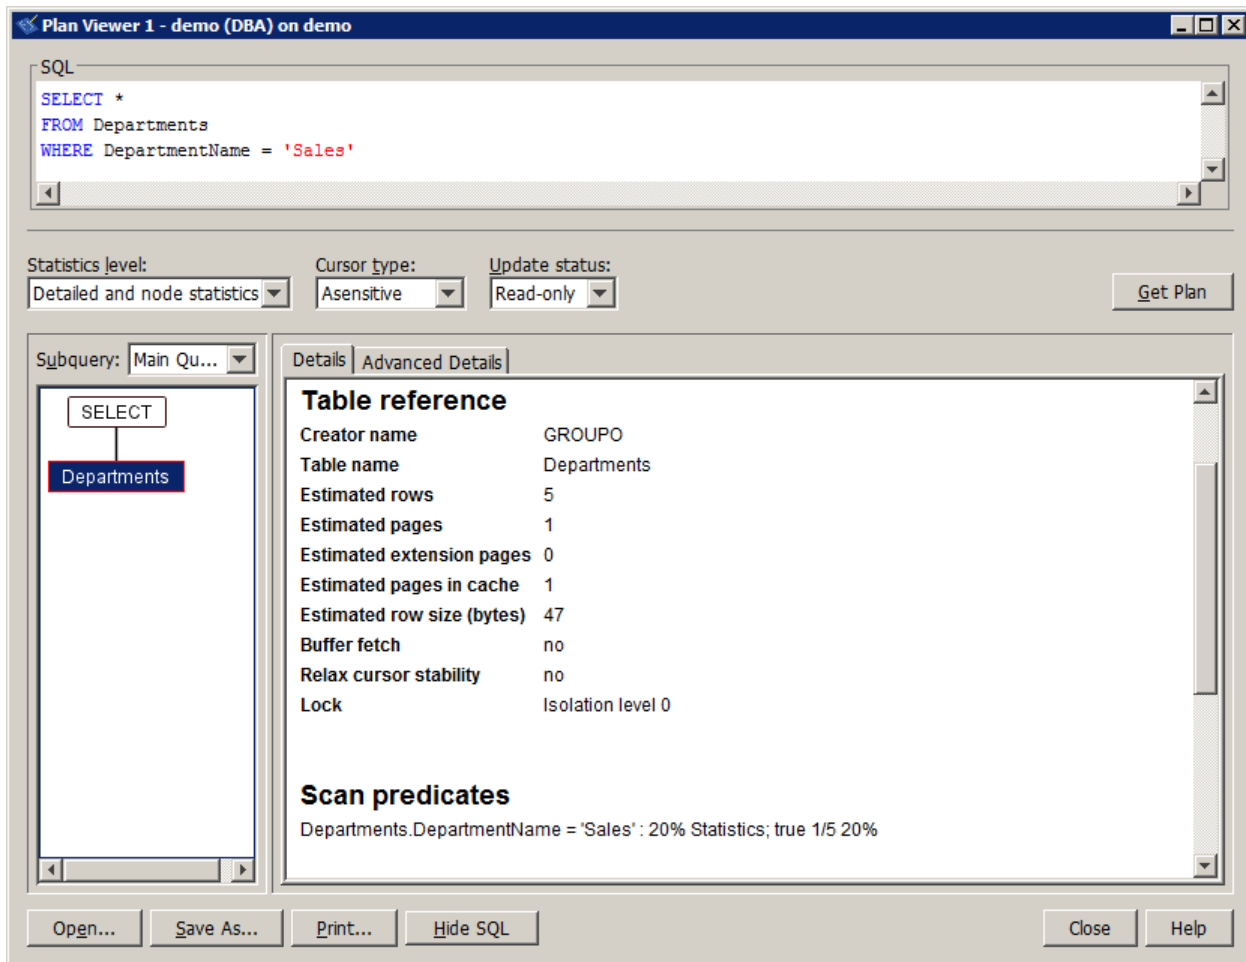 Plan Viewer 1 - demo (DBA) on demo
SQL
SELECT *
FROM Departments
WHERE DepartmentName = 'Sales'
Statistics level: Cursor type: Update status:
Detailed and node statistics Asensitive Read-only Get Plan
Subquery: Main Qu...
SELECT
Departments
Details Advanced Details
Table reference
Creator name GROUPO
Table name Departments
Estimated rows 5
Estimated pages 1
Estimated extension pages 0
Estimated pages in cache 1
Estimated row size (bytes) 47
Buffer fetch no
Relax cursor stability no
Lock Isolation level 0
Scan predicates
Departments.DepartmentName = 'Sales' : 20% Statistics; true 1/5 20%
Open... Save As... Print... Hide SQL Close Help